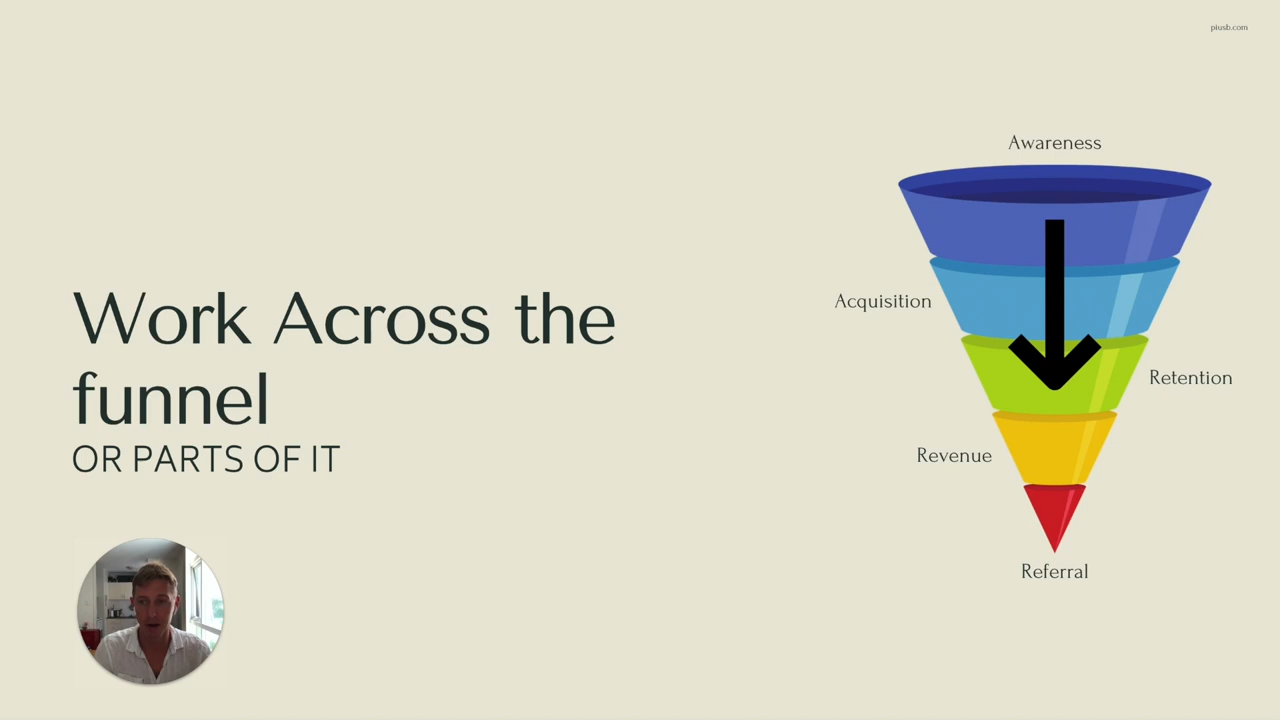 piusb.com
Awareness
Acquisition
Work Across the
funnel
Retention
OR PARTS OF IT
Revenue
Referral